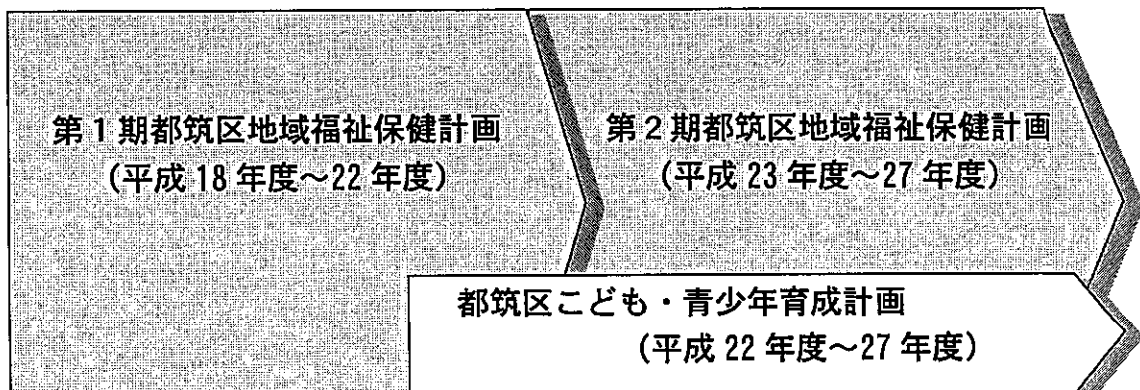 第1期都筑区地域福祉保健計画
(平成 18 年度～22 年度)
第2期都筑区地域福祉保健計画
(平成 23 年度～27 年度)
都筑区こども・青少年育成計画
(平成 22 年度～27 年度)